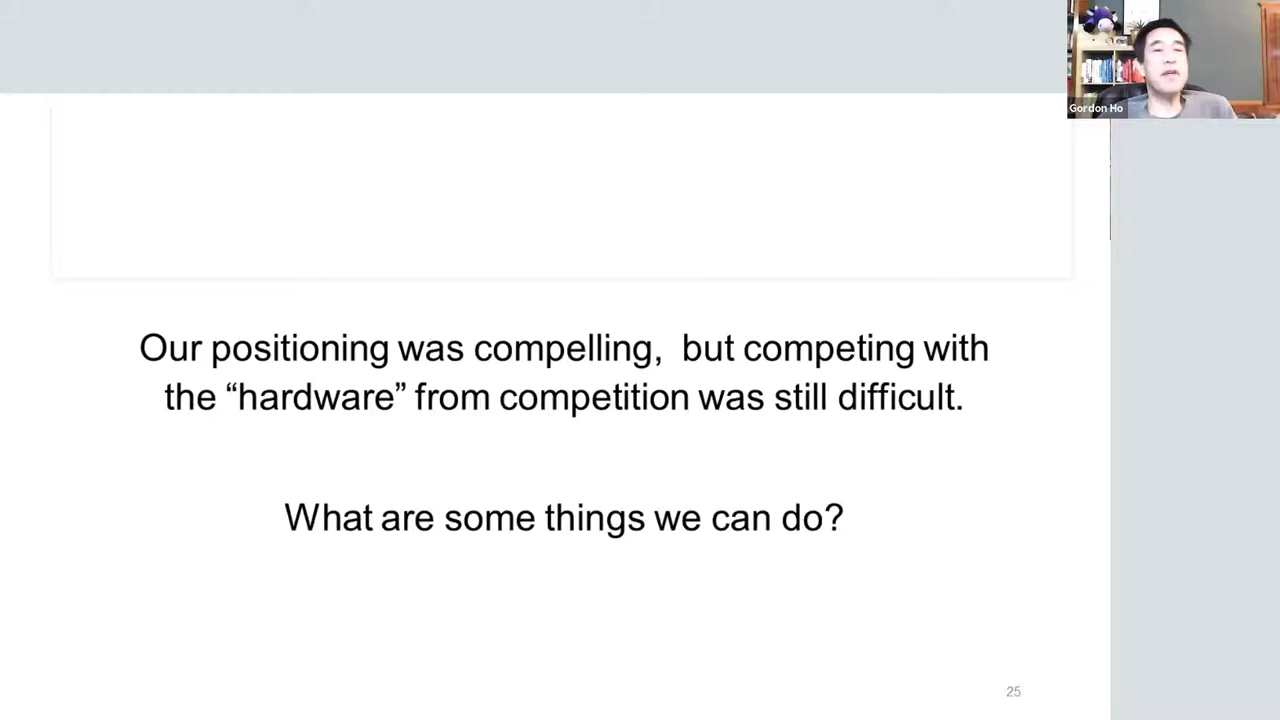 Gordon Ho
Our positioning was compelling,  but competing with
the “hardware” from competition was still difficult.
What are some things we can do?
25